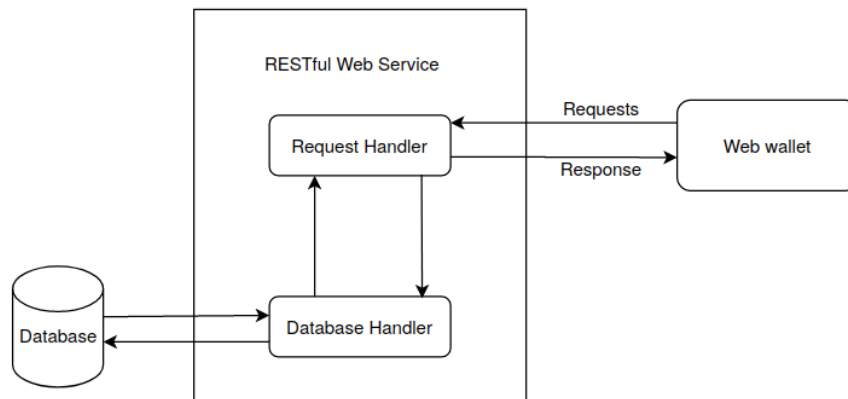 RESTful Web Service
Requests
Request Handler
Web wallet
Response
Database Handler
Database